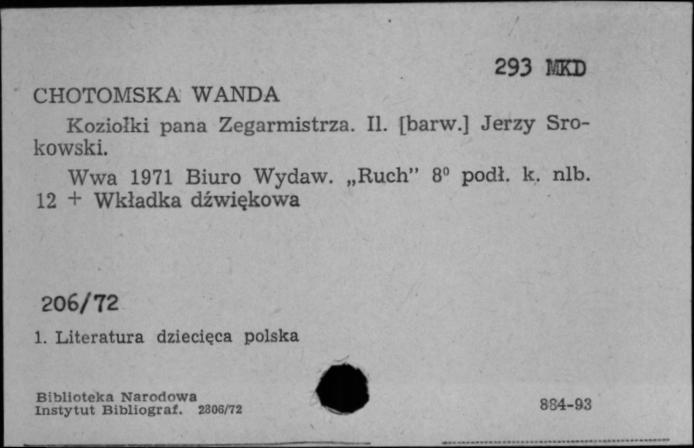 293 MKD
CHOTOMSKA WANDA
Koziołki pana Zegarmistrza. Il. [barw.] Jerzy Sro-
kowski.
Wwa 1971 Biuro Wydaw. „Ruch” 8⁰ podł. k. nlb.
12 + Wkładka dźwiękowa
206/72
1. Literatura dziecięca polska
Biblioteka Narodowa
Instytut Bibliograf. 2806/72
884-93